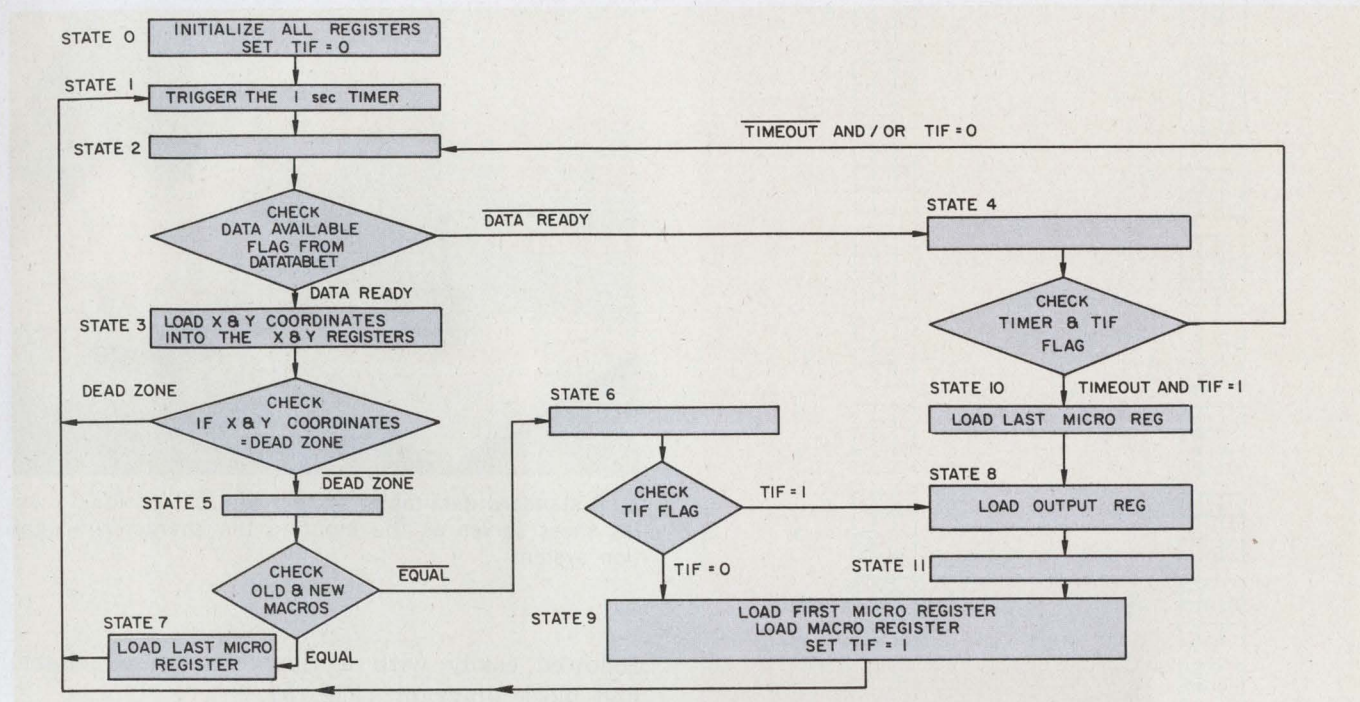 STATE 0
INITIALIZE ALL REGISTERS
SET TIF = 0
STATE 1
TRIGGER THE 1 sec TIMER
STATE 2
TIMEOUT AND / OR TIF = 0
CHECK
DATA AVAILABLE
FLAG FROM
DATATABLET
DATA READY
STATE 4
DATA READY
CHECK
TIMER & TIF
FLAG
STATE 3
LOAD X & Y COORDINATES
INTO THE X & Y REGISTERS
DEAD ZONE
CHECK
IF X & Y COORDINATES
= DEAD ZONE
STATE 6
STATE 10
TIMEOUT AND TIF = 1
LOAD LAST MICRO REG
DEAD ZONE
STATE 5
CHECK
TIF FLAG
TIF = 1
STATE 8
LOAD OUTPUT REG
CHECK
OLD & NEW
MACROS
EQUAL
TIF = 0
STATE 11
STATE 7
LOAD LAST MICRO
REGISTER
EQUAL
STATE 9
LOAD FIRST MICRO REGISTER
LOAD MACRO REGISTER
SET TIF = 1